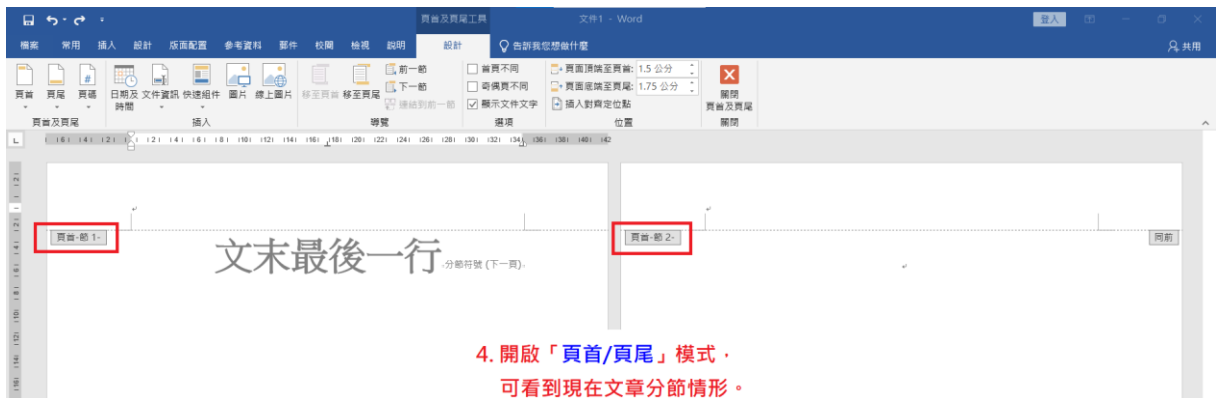 頁首及頁尾工具
文件1 - Word
登入
檔案 常用 插入 設計 版面配置 參考資料 郵件 校閱 檢視 說明 設計 告訴我您想做什麼 共用
頁首 頁尾 頁碼 日期及時間 文件資訊 快速組件 圖片 線上圖片 移至頁首 移至頁尾
前一節
下一節
連結到前一節
首頁不同
奇偶頁不同
顯示文件文字
頁面頂端至頁首: 1.5 公分
頁面底端至頁尾: 1.75 公分
插入對齊定位點
關閉
頁首及頁尾
頁首及頁尾 插入 導覽 選項 位置 關閉
頁首-節 1-
頁首-節 2-
同前
文末最後一行
分節符號 (下一頁)
4. 開啟「頁首/頁尾」模式，
可看到現在文章分節情形。